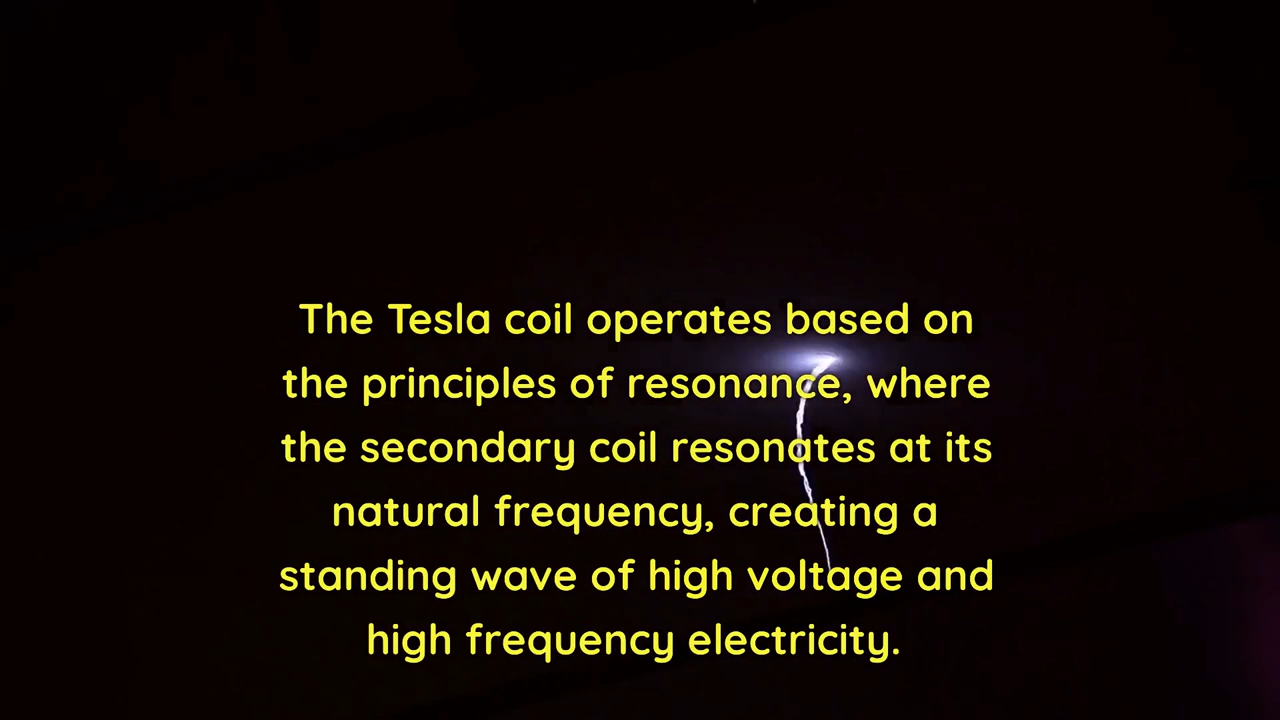 The Tesla coil operates based on
the principles of resonance, where
the secondary coil resonates at its
natural frequency, creating a
standing wave of high voltage and
high frequency electricity.